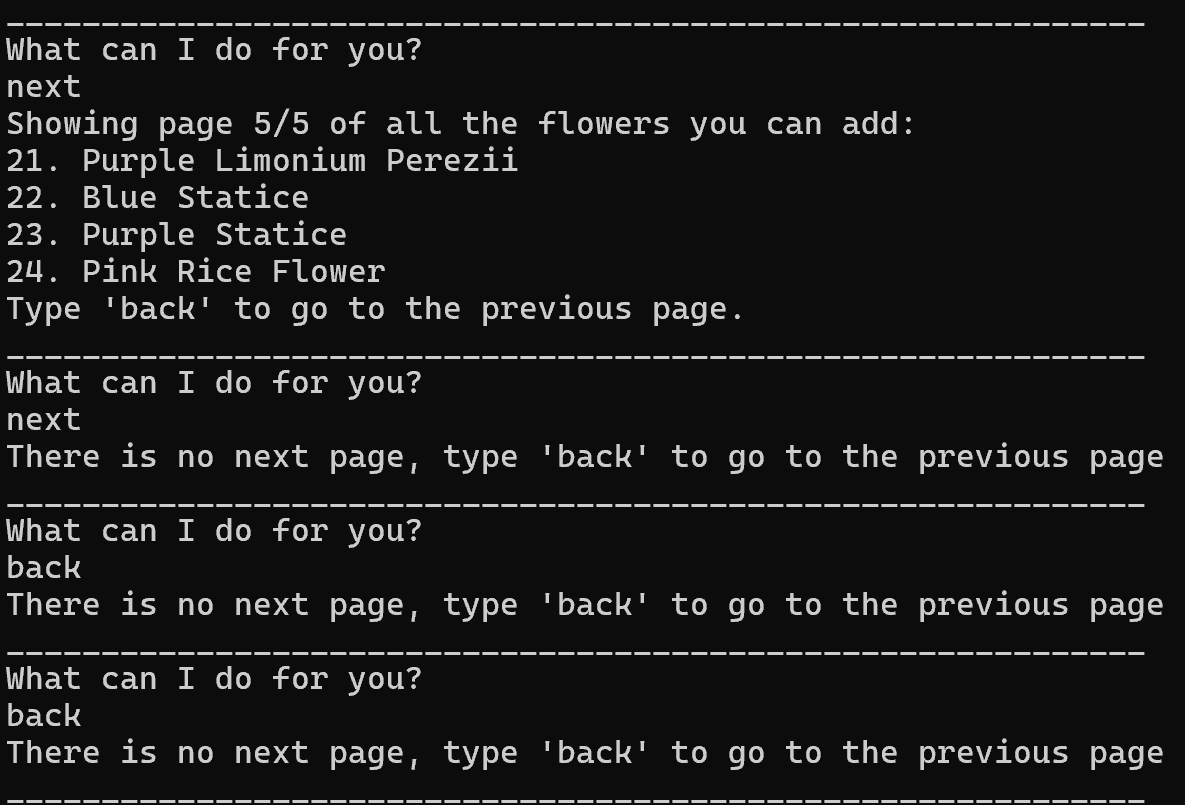 ____________________________________________________________
What can I do for you?
next
Showing page 5/5 of all the flowers you can add:
21. Purple Limonium Perezii
22. Blue Statice
23. Purple Statice
24. Pink Rice Flower
Type 'back' to go to the previous page.
____________________________________________________________
What can I do for you?
next
There is no next page, type 'back' to go to the previous page
____________________________________________________________
What can I do for you?
back
There is no next page, type 'back' to go to the previous page
____________________________________________________________
What can I do for you?
back
There is no next page, type 'back' to go to the previous page
____________________________________________________________